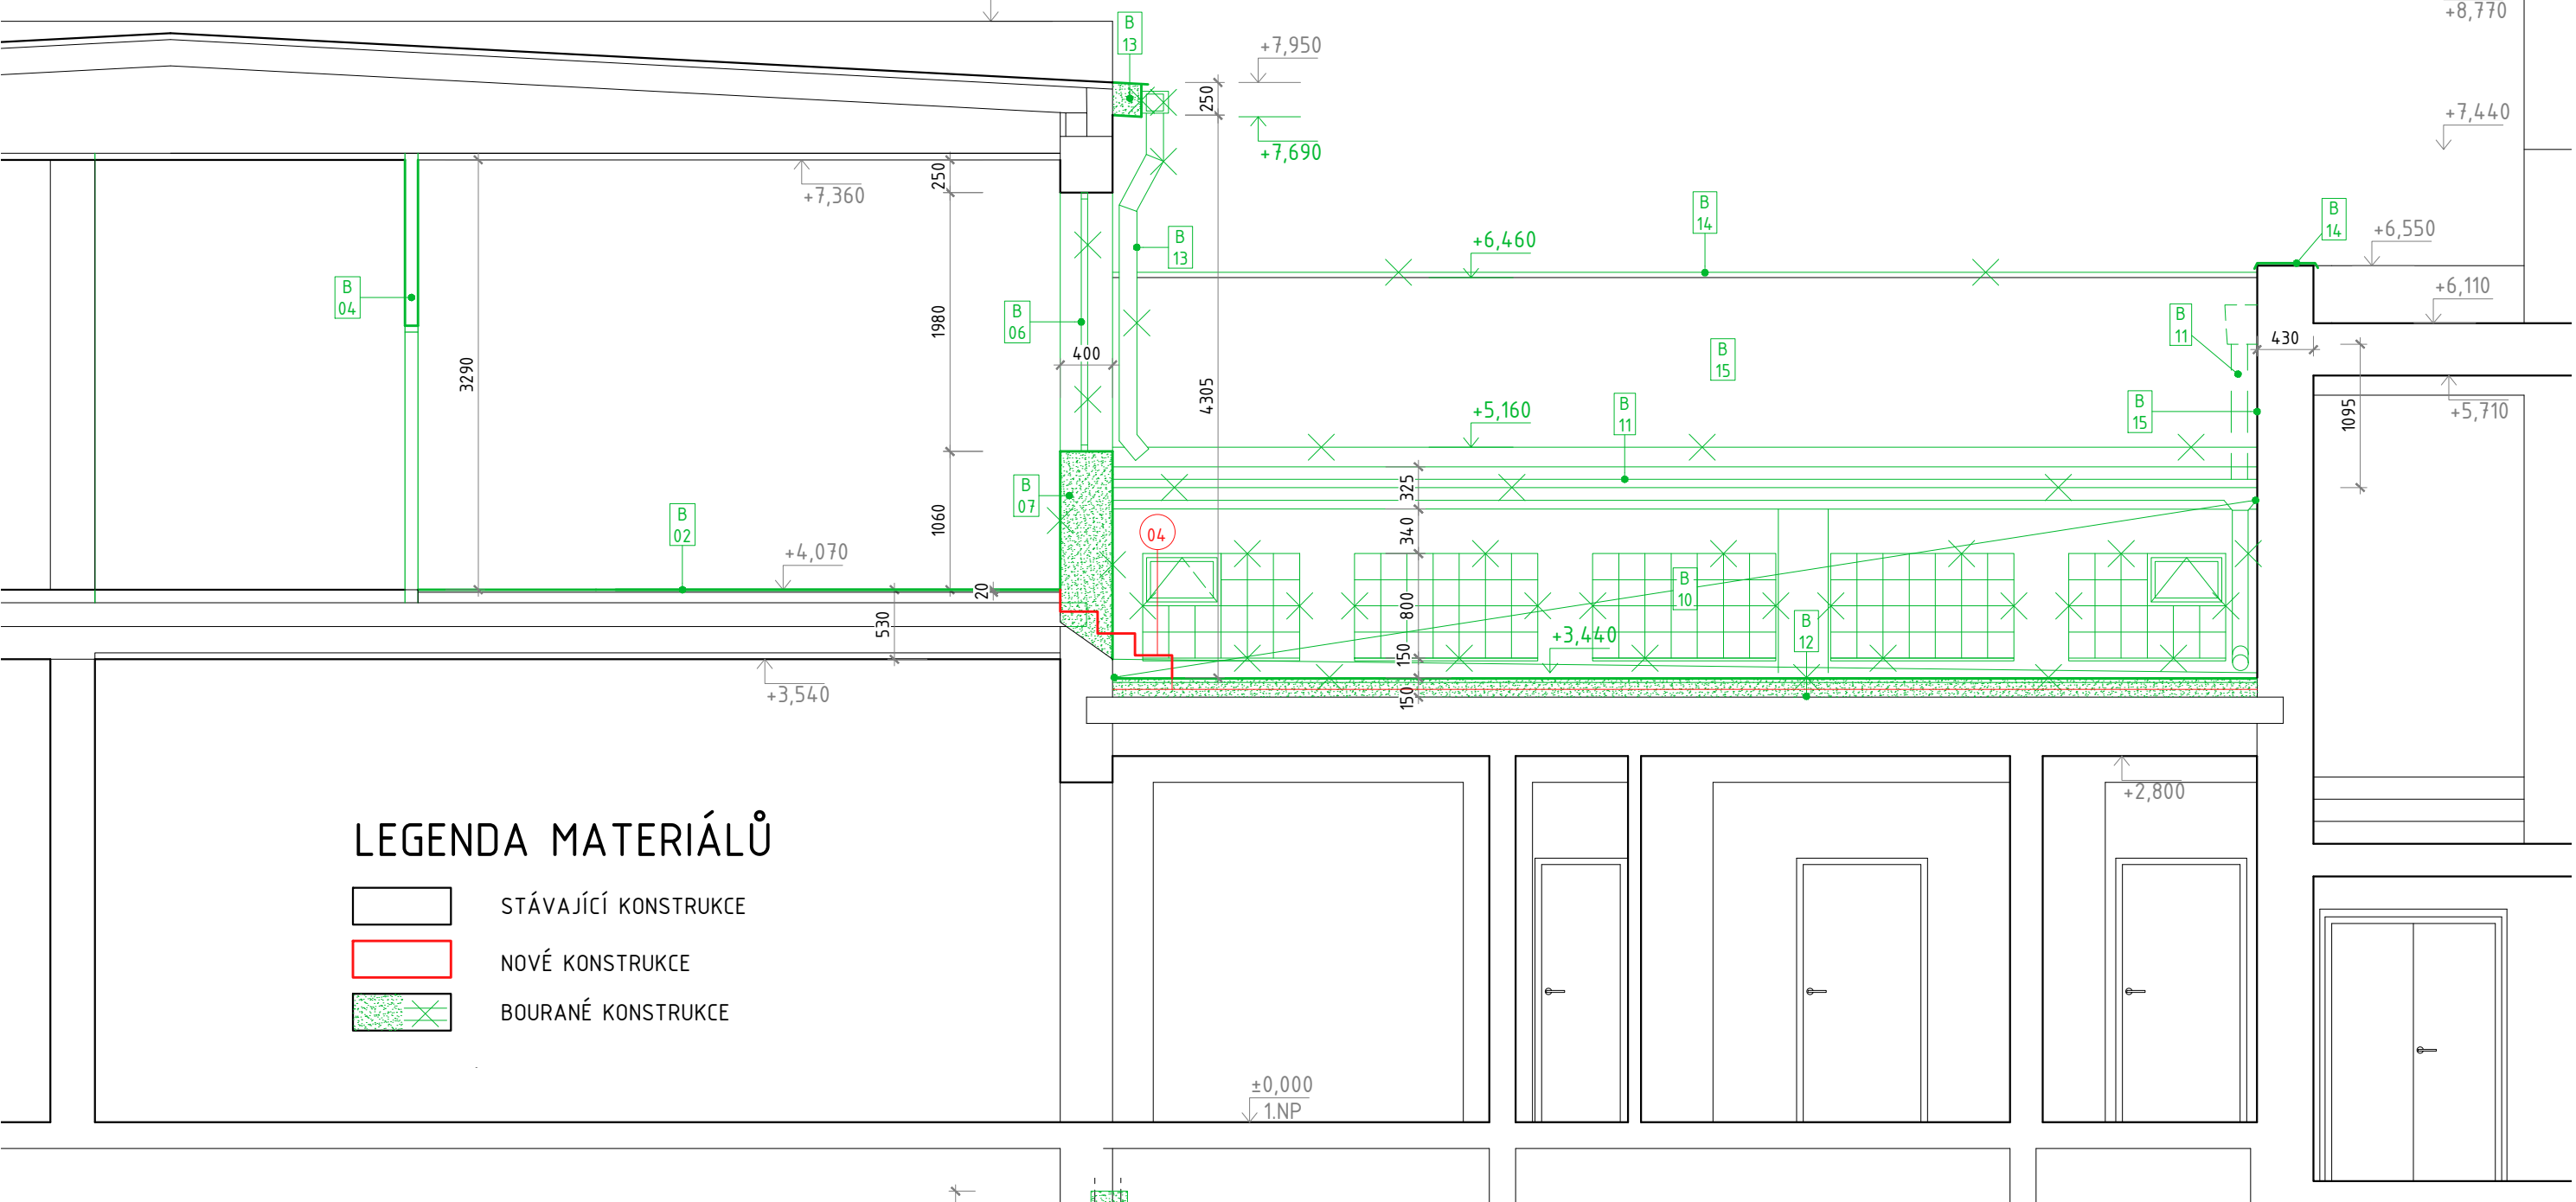 +8,770
B
13
+7,950
250
+7,440
+7,690
250
+7,360
B
14
B
14
+6,550
B
13
+6,460
+6,110
B
04
B
06
1980
B
11
430
400
B
15
3290
4305
+5,160
B
11
B
15
1095
+5,710
B
07
325
B
02
1060
340
04
+4,070
20
B
10
800
530
B
12
+3,440
150
+3,540
150
+2,800
LEGENDA MATERIÁLŮ
STÁVAJÍCÍ KONSTRUKCE
NOVÉ KONSTRUKCE
BOURANÉ KONSTRUKCE
±0,000
1.NP